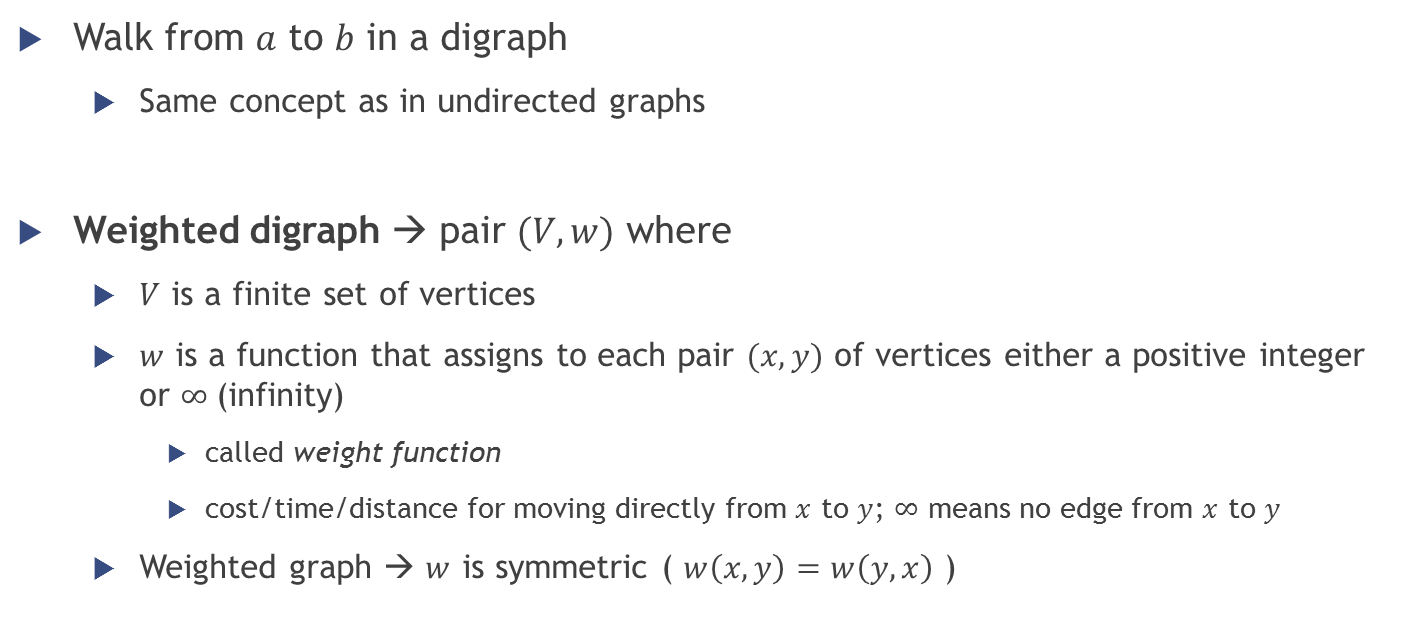 ▶ Walk from a to b in a digraph
▶ Same concept as in undirected graphs
▶ Weighted digraph → pair (V, w) where
▶ V is a finite set of vertices
▶ w is a function that assigns to each pair (x, y) of vertices either a positive integer
or ∞ (infinity)
▶ called weight function
▶ cost/time/distance for moving directly from x to y; ∞ means no edge from x to y
▶ Weighted graph → w is symmetric ( w(x, y) = w(y, x) )